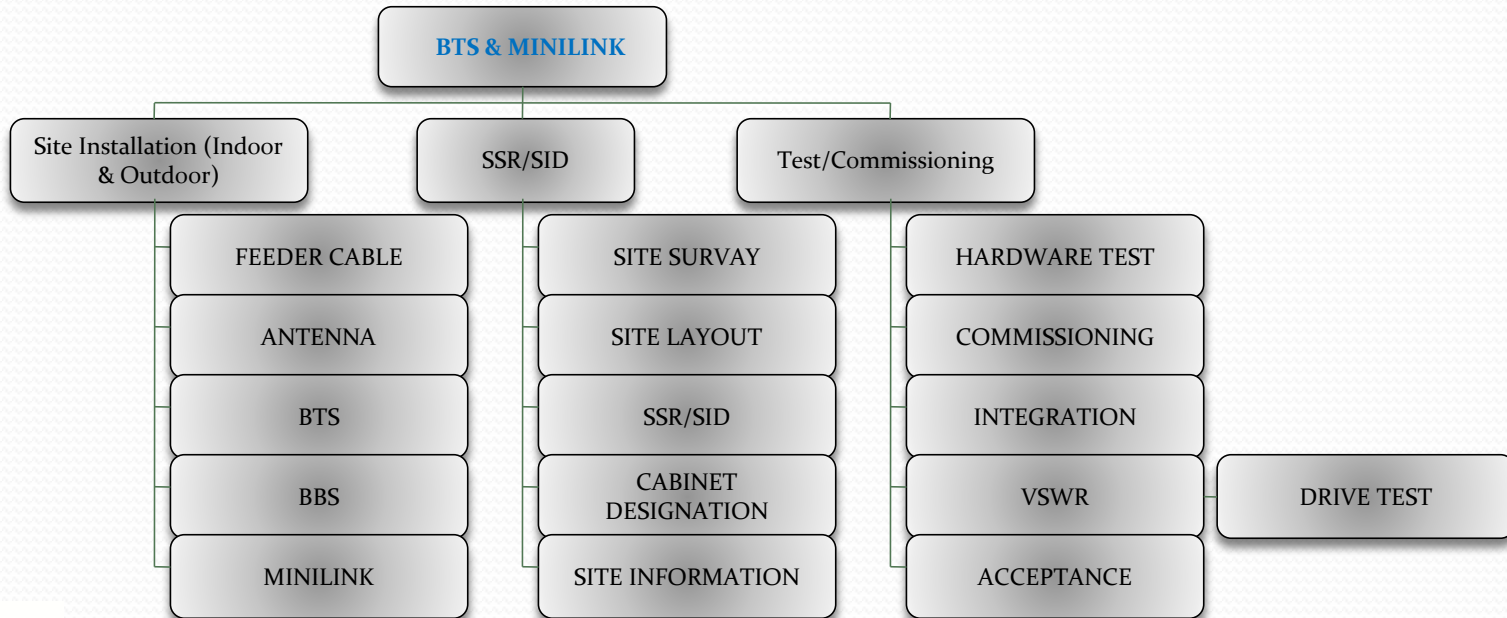 BTS & MINILINK
Site Installation (Indoor
& Outdoor)
SSR/SID
Test/Commissioning
FEEDER CABLE
ANTENNA
BTS
BBS
MINILINK
SITE SURVAY
SITE LAYOUT
SSR/SID
CABINET
DESIGNATION
SITE INFORMATION
HARDWARE TEST
COMMISSIONING
INTEGRATION
VSWR
DRIVE TEST
ACCEPTANCE